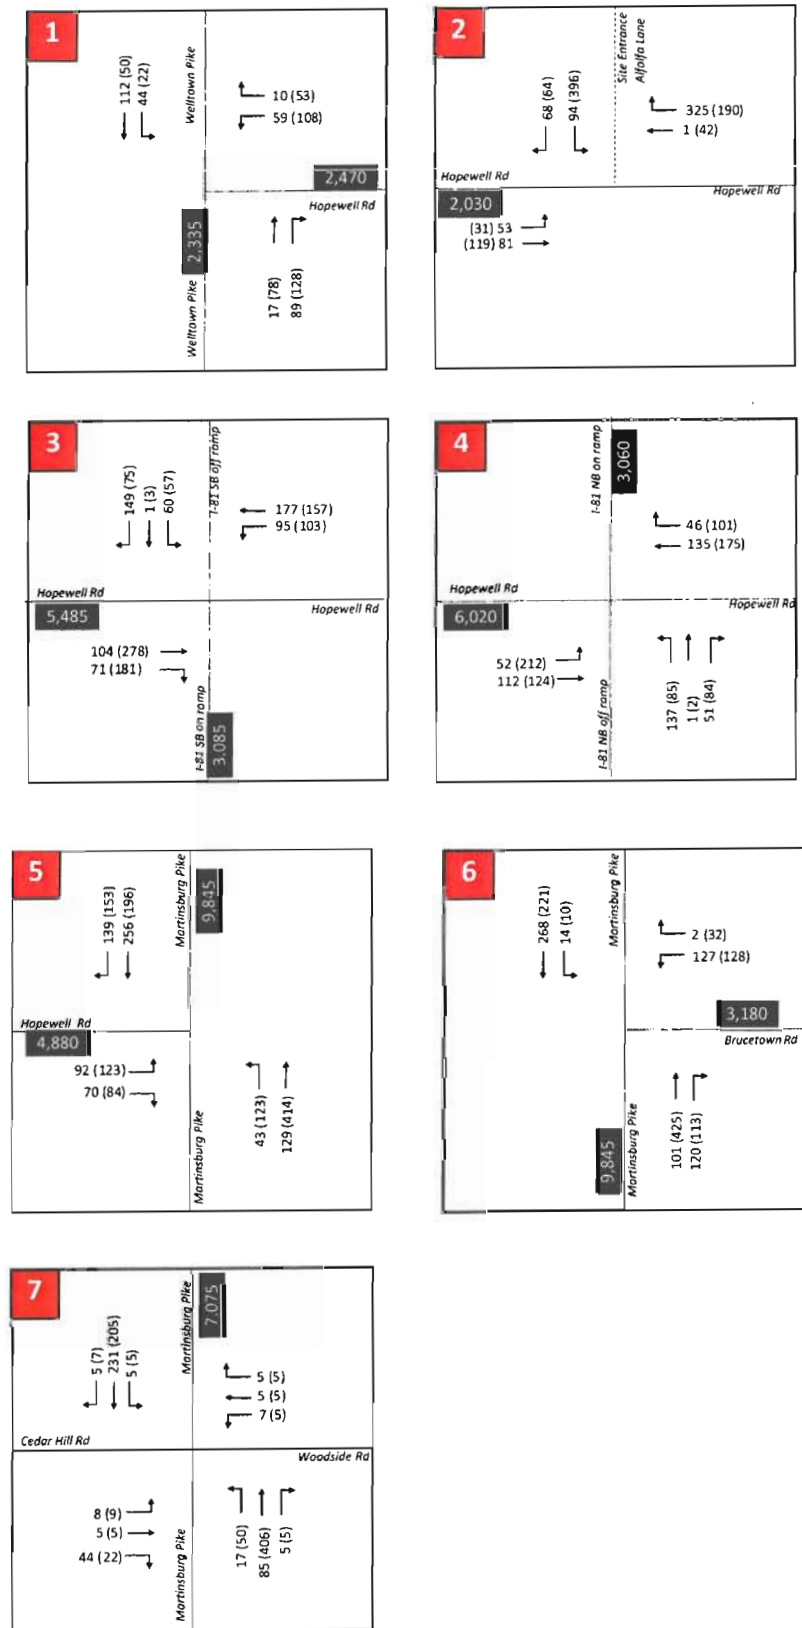 1
112 (50)
44 (22)
Welltown Pike
10 (53)
59 (108)
2,470
Hopewell Rd
2,335
Welltown Pike
17 (78)
89 (128)
2
68 (64)
94 (396)
Site Entrance
Alfalfa Lane
325 (190)
1 (42)
Hopewell Rd
Hopewell Rd
2,030
(31) 53
(119) 81
3
149 (75)
1 (3)
60 (57)
I-81 SB off ramp
177 (157)
95 (103)
Hopewell Rd
Hopewell Rd
5,485
104 (278)
71 (181)
I-81 SB on ramp
3,085
4
I-81 NB on ramp
3,060
46 (101)
135 (175)
Hopewell Rd
Hopewell Rd
6,020
52 (212)
112 (124)
I-81 NB off ramp
137 (85)
1 (2)
51 (84)
5
139 (153)
256 (196)
Martinsburg Pike
9,845
Hopewell Rd
4,880
92 (123)
70 (84)
Martinsburg Pike
43 (123)
129 (414)
6
268 (221)
14 (10)
Martinsburg Pike
2 (32)
127 (128)
3,180
Brucetown Rd
9,845
Martinsburg Pike
101 (425)
120 (113)
7
5 (7)
231 (205)
5 (5)
Martinsburg Pike
7,075
5 (5)
5 (5)
7 (5)
Cedar Hill Rd
Woodside Rd
8 (9)
5 (5)
44 (22)
Martinsburg Pike
17 (50)
85 (406)
5 (5)